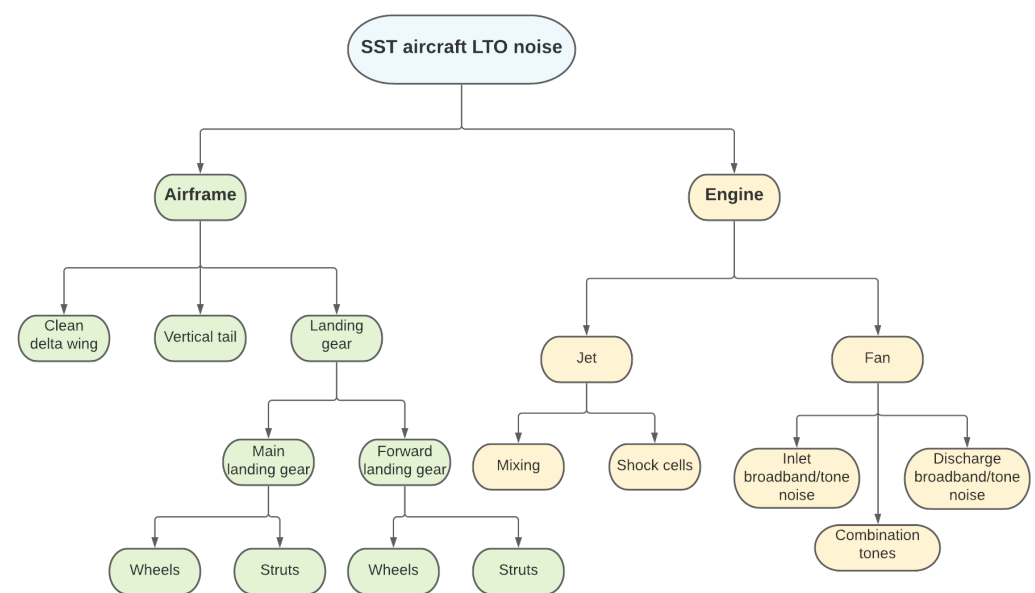 SST aircraft LTO noise
Airframe
Engine
Clean
delta wing
Vertical tail
Landing
gear
Jet
Fan
Main
landing gear
Forward
landing gear
Mixing
Shock cells
Inlet
broadband/tone
noise
Discharge
broadband/tone
noise
Combination
tones
Wheels
Struts
Wheels
Struts